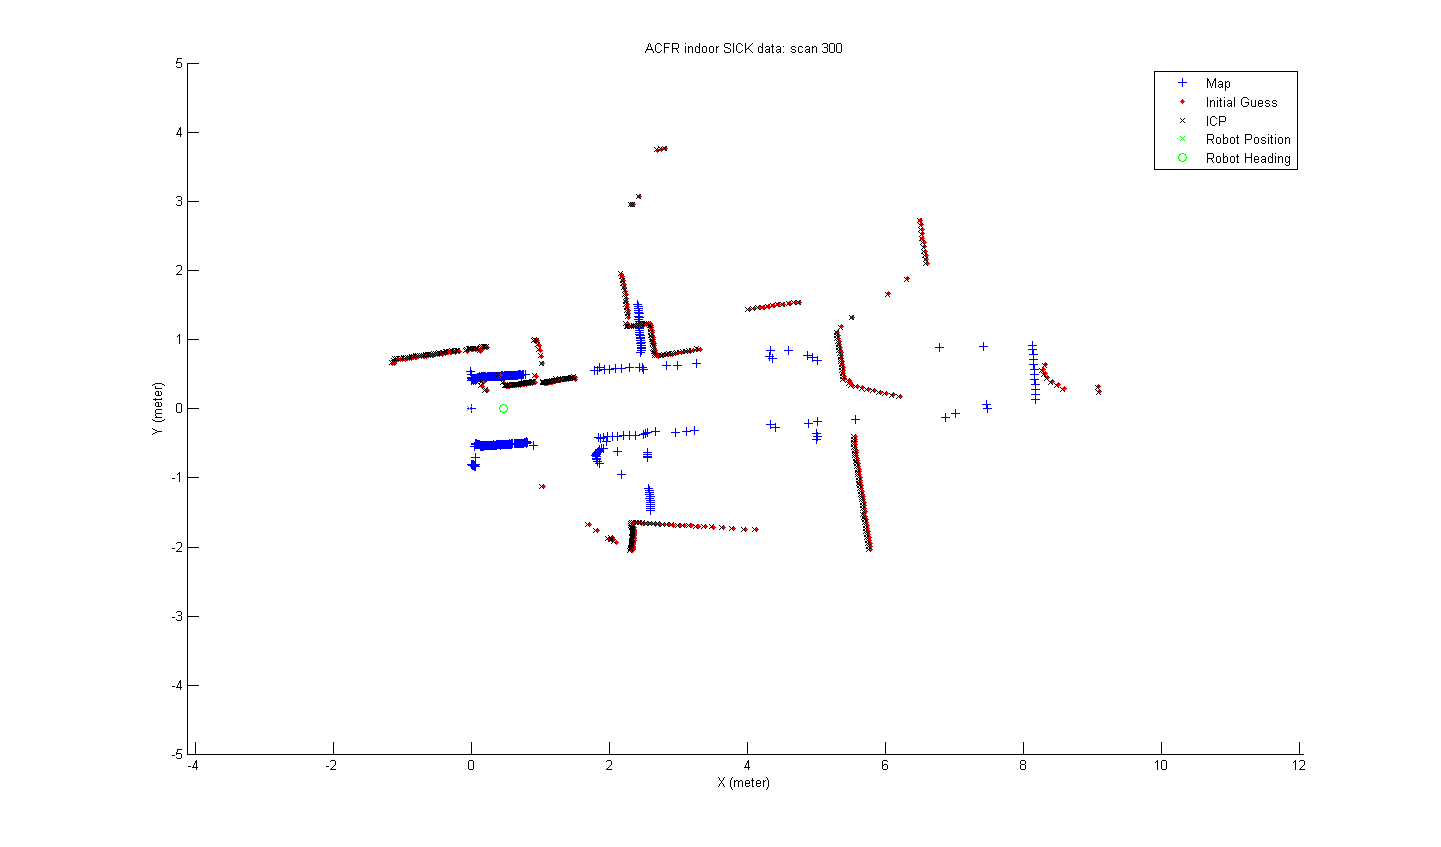 ACFR indoor SICK data: scan 300
Map
Initial Guess
ICP
Robot Position
Robot Heading
5
4
3
2
1
0
-1
-2
-3
-4
-5
Y (meter)
-4
-2
0
2
4
6
8
10
12
X (meter)